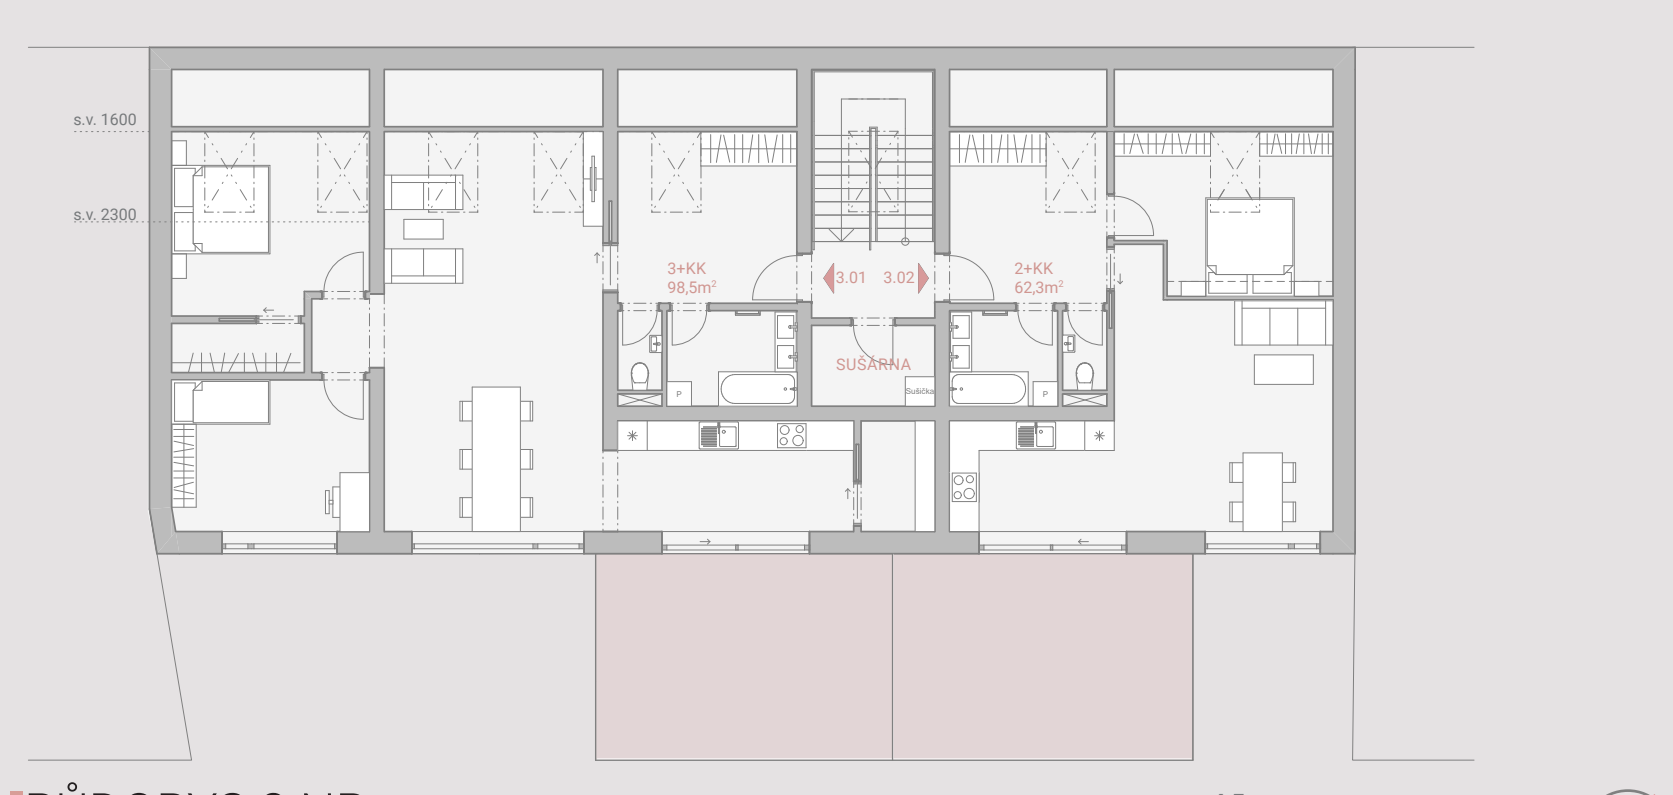 s.v. 1600
s.v. 2300
3+KK
98,5m²
3.01
3.02
2+KK
62,3m²
SUŠÁRNA
Sušička
P
P